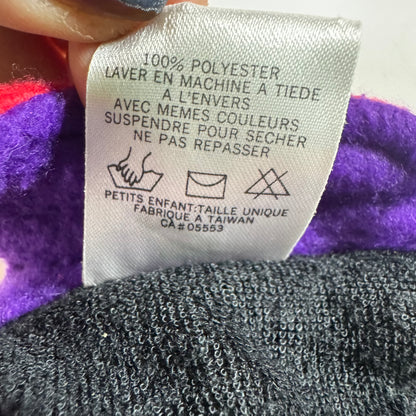 100% POLYESTER
LAVER EN MACHINE A TIEDE
A L'ENVERS
AVEC MEMES COULEURS
SUSPENDRE POUR SECHER
NE PAS REPASSER
PETITS ENFANT:TAILLE UNIQUE
FABRIQUE A TAIWAN
CA#05553